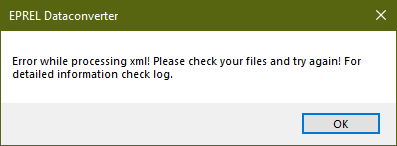 EPREL Dataconverter
Error while processing xml! Please check your files and try again! For
detailed information check log.
OK